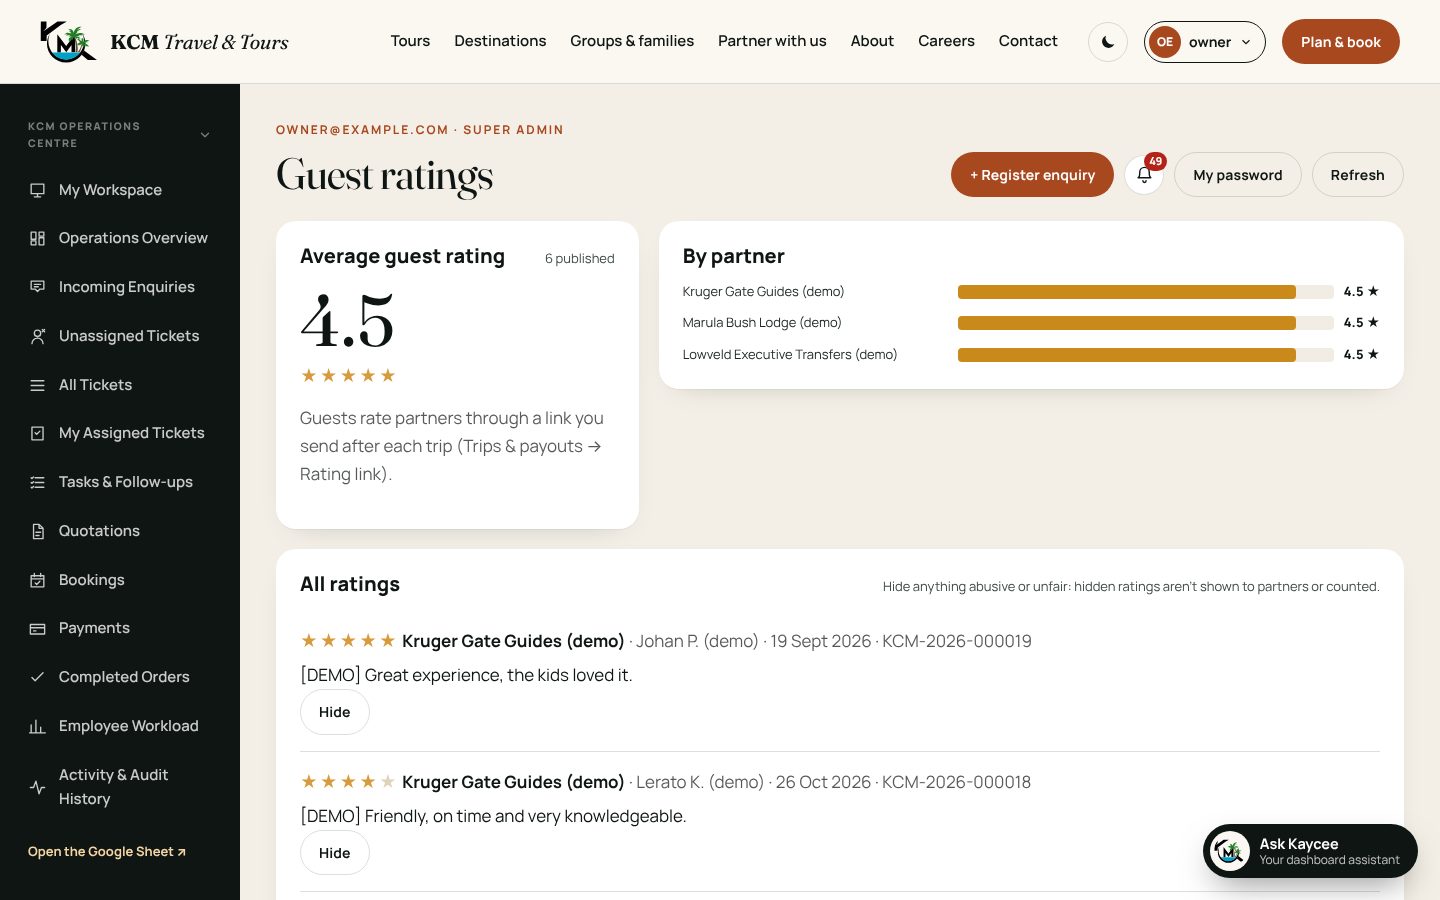 KCM Travel & Tours
Tours
Destinations
Groups & families
Partner with us
About
Careers
Contact
OE
owner
Plan & book
KCM OPERATIONS
CENTRE
My Workspace
Operations Overview
Incoming Enquiries
Unassigned Tickets
All Tickets
My Assigned Tickets
Tasks & Follow-ups
Quotations
Bookings
Payments
Completed Orders
Employee Workload
Activity & Audit
History
Open the Google Sheet ↗
OWNER@EXAMPLE.COM · SUPER ADMIN
Guest ratings
+ Register enquiry
49
My password
Refresh
Average guest rating
6 published
4.5
★★★★★
Guests rate partners through a link you
send after each trip (Trips & payouts →
Rating link).
By partner
Kruger Gate Guides (demo) 4.5 ★
Marula Bush Lodge (demo) 4.5 ★
Lowveld Executive Transfers (demo) 4.5 ★
All ratings
Hide anything abusive or unfair: hidden ratings aren't shown to partners or counted.
★★★★★ Kruger Gate Guides (demo) · Johan P. (demo) · 19 Sept 2026 · KCM-2026-000019
[DEMO] Great experience, the kids loved it.
Hide
★★★★★ Kruger Gate Guides (demo) · Lerato K. (demo) · 26 Oct 2026 · KCM-2026-000018
[DEMO] Friendly, on time and very knowledgeable.
Hide
Ask Kaycee
Your dashboard assistant